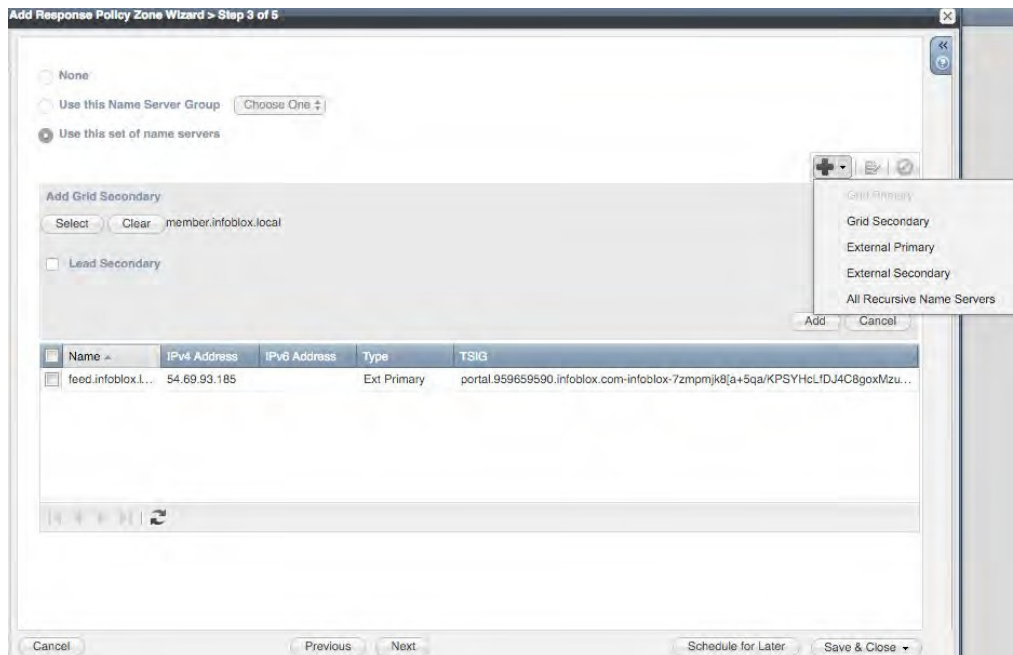 Add Response Policy Zone Wizard > Step 3 of 5
None
Use this Name Server Group Choose One
Use this set of name servers
Grid Primary
Grid Secondary
External Primary
External Secondary
All Recursive Name Servers
Add Grid Secondary
Select Clear member.infoblox.local
Lead Secondary
Add Cancel
Name IPv4 Address IPv6 Address Type TSIG
feed.infoblox.l... 54.69.93.185 Ext Primary portal.959659590.infoblox.com-infoblox-7zmpmjk8[a+5qa/KPSYHcLfDJ4C8goxMzu...
Cancel Previous Next Schedule for Later Save & Close